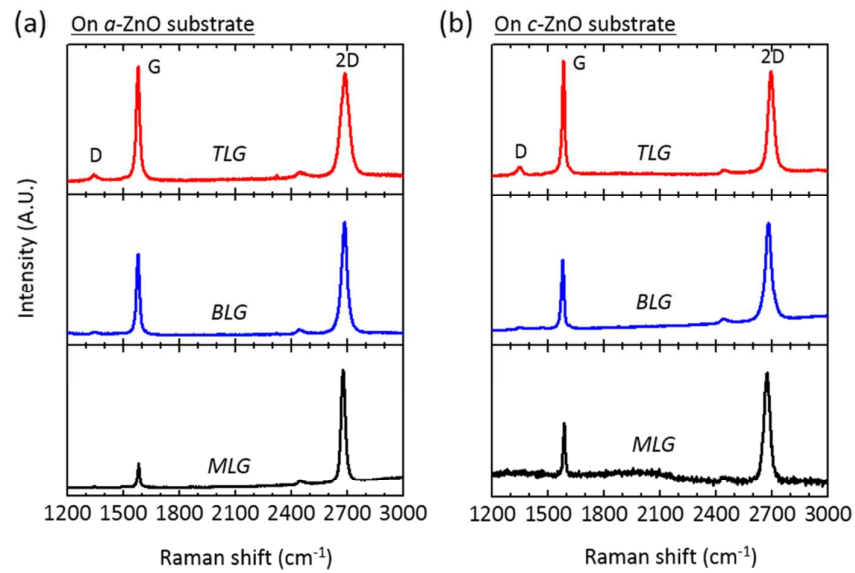 (a) On a-ZnO substrate
(b) On c-ZnO substrate
Intensity (A.U.)
D G TLG 2D
BLG
MLG
1200 1500 1800 2100 2400 2700 3000
Raman shift (cm⁻¹)
D G TLG 2D
BLG
MLG
1200 1500 1800 2100 2400 2700 3000
Raman shift (cm⁻¹)